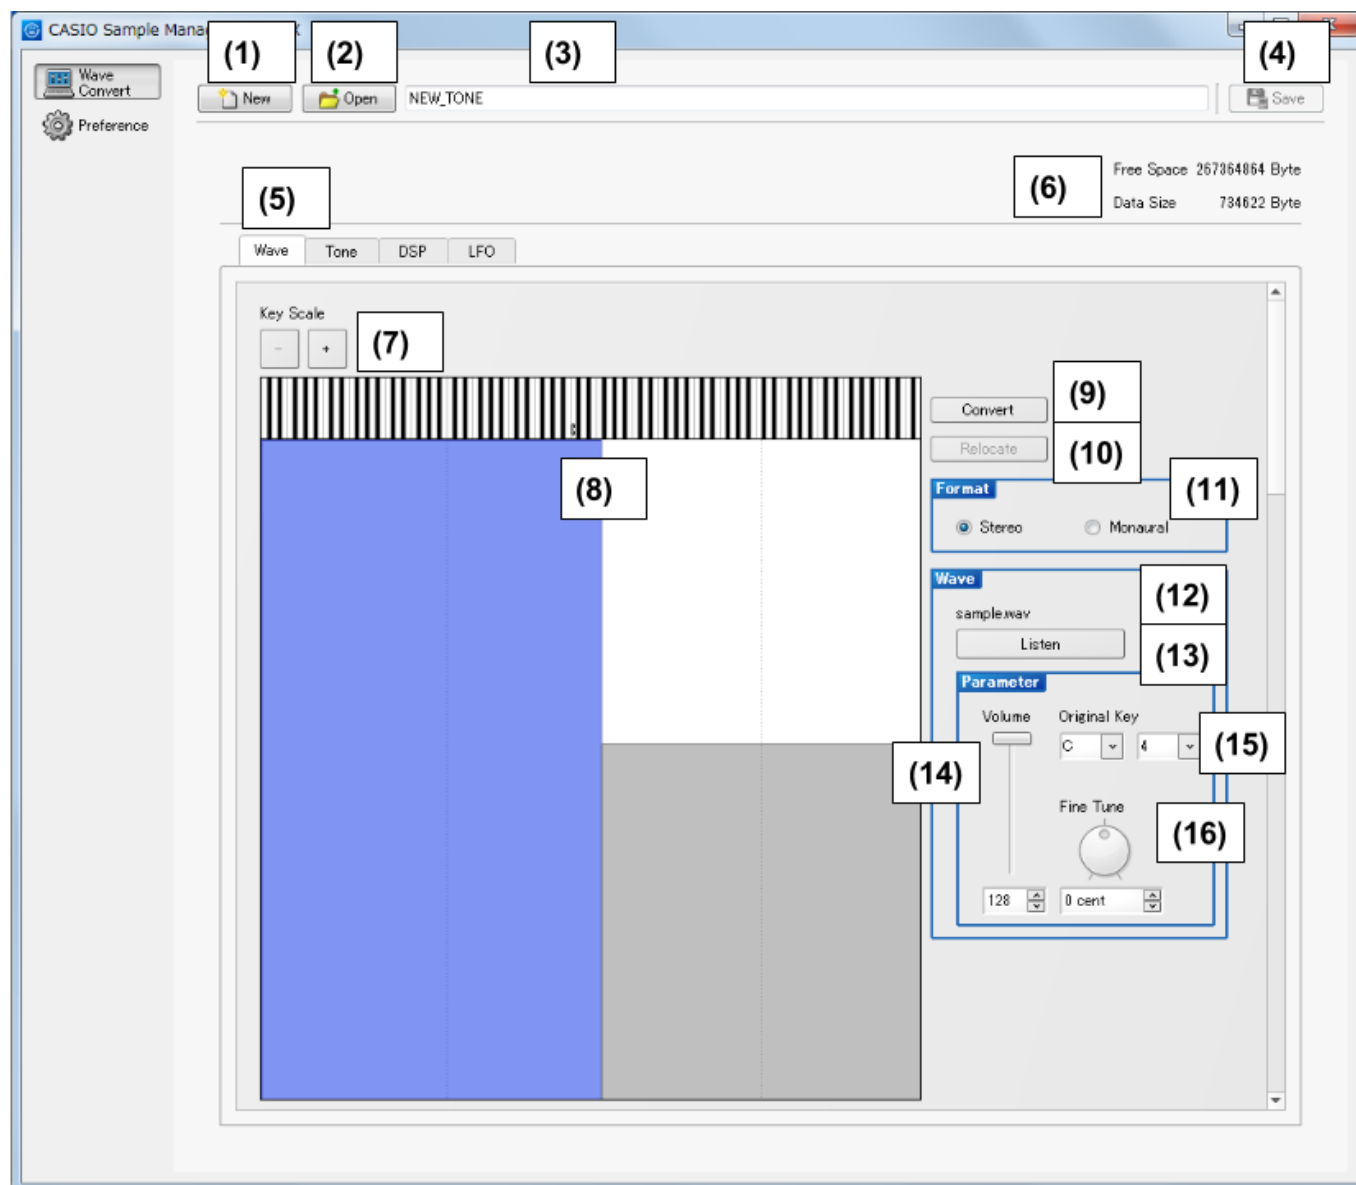 CASIO Sample Mana
(1) (2) (3) (4)
Wave
Convert
New Open NEW_TONE Save
Preference
Free Space 267364864 Byte
(6)
Data Size 734622 Byte
(5)
Wave Tone DSP LFO
Key Scale
- + (7)
C
(8)
Convert (9)
Relocate (10)
Format (11)
Stereo Monaural
Wave (12)
sample.wav
Listen (13)
Parameter
Volume Original Key
C 4 (15)
(14)
Fine Tune
(16)
128 0 cent